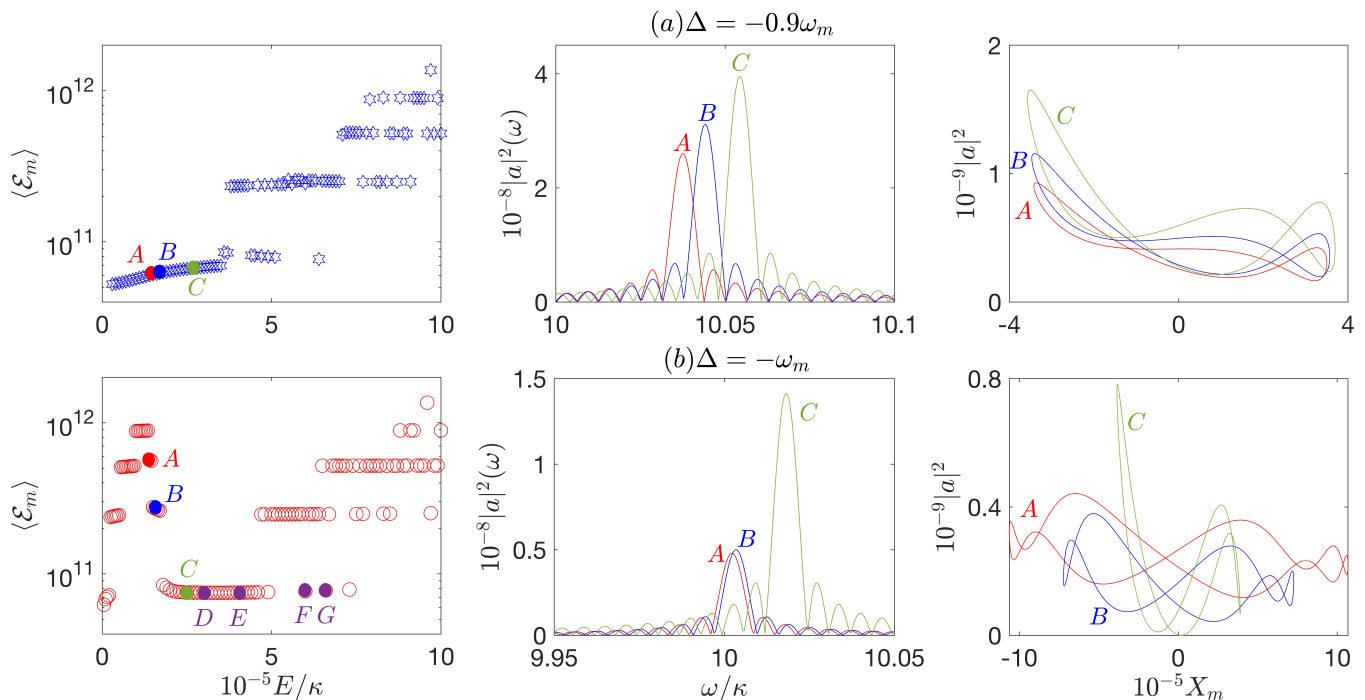 (a)Δ = −0.9ω_m
⟨ℰ_m⟩
10^12
10^11
A
B
C
0
5
10
10^−8|a|^2(ω)
4
2
0
A
B
C
10
10.05
10.1
10^−9|a|^2
2
1
0
C
B
A
-4
0
4
(b)Δ = −ω_m
⟨ℰ_m⟩
10^12
10^11
A
B
C
D
E
F
G
0
5
10
10^−5E/κ
10^−8|a|^2(ω)
1.5
1
0.5
0
A
B
C
9.95
10
10.05
ω/κ
10^−9|a|^2
0.8
0.4
0
A
B
C
-10
0
10
10^−5X_m